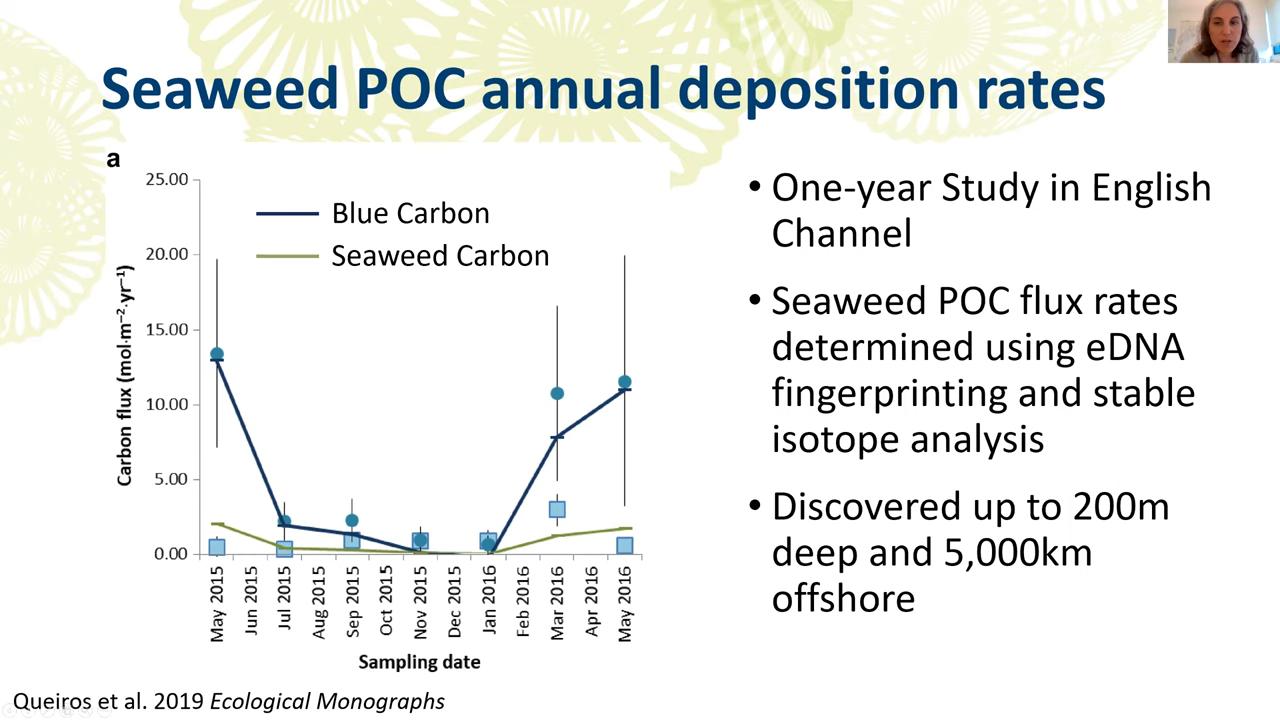 Seaweed POC annual deposition rates
a
25.00
20.00
15.00
10.00
5.00
0.00
Carbon flux (mol·m⁻²·yr⁻¹)
Blue Carbon
Seaweed Carbon
May 2015
Jun 2015
Jul 2015
Aug 2015
Sep 2015
Oct 2015
Nov 2015
Dec 2015
Jan 2016
Feb 2016
Mar 2016
Apr 2016
May 2016
Sampling date
• One-year Study in English
Channel
• Seaweed POC flux rates
determined using eDNA
fingerprinting and stable
isotope analysis
• Discovered up to 200m
deep and 5,000km
offshore
Queiros et al. 2019 Ecological Monographs